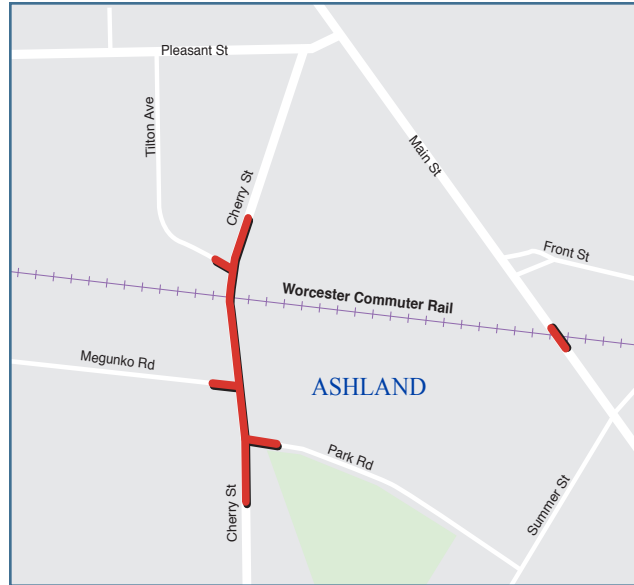 Pleasant St
Tilton Ave
Main St
Cherry St
Front St
Worcester Commuter Rail
Megunko Rd
ASHLAND
Park Rd
Summer St
Cherry St